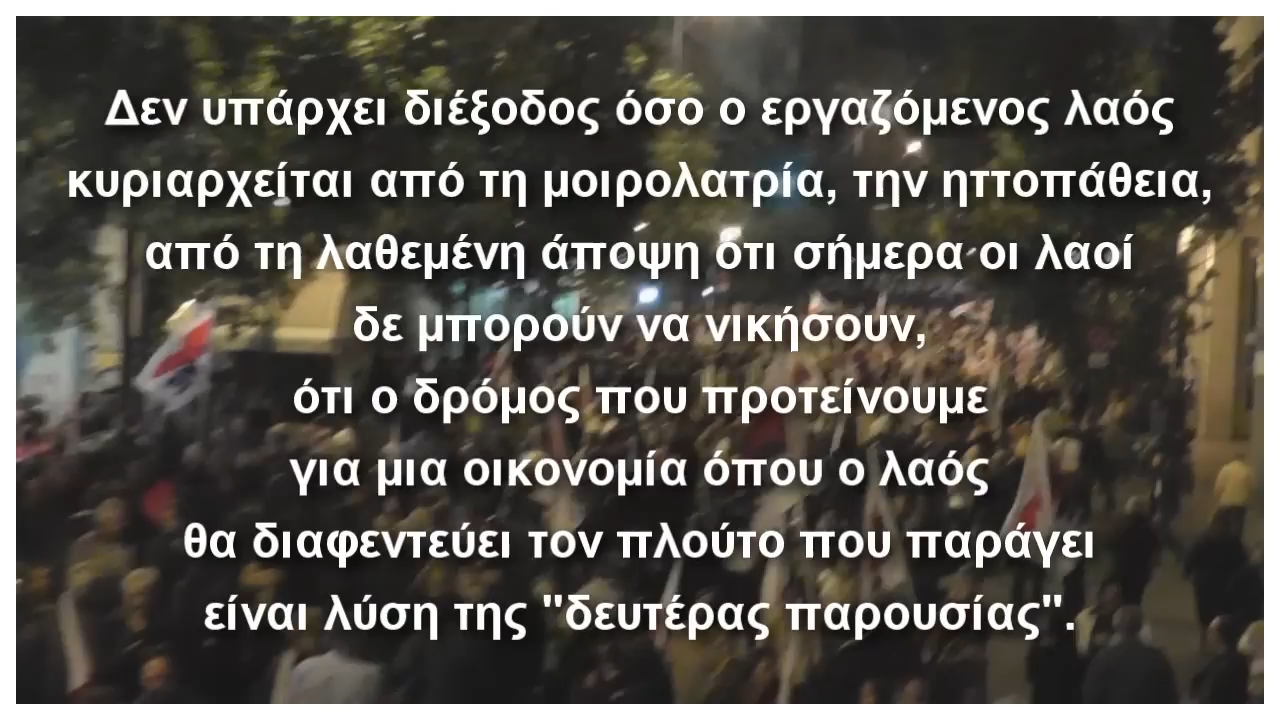 Δεν υπάρχει διέξοδος όσο ο εργαζόμενος λαός
κυριαρχείται από τη μοιρολατρία, την ηττοπάθεια,
από τη λαθεμένη άποψη ότι σήμερα οι λαοί
δε μπορούν να νικήσουν,
ότι ο δρόμος που προτείνουμε
για μια οικονομία όπου ο λαός
θα διαφεντεύει τον πλούτο που παράγει
είναι λύση της "δευτέρας παρουσίας".